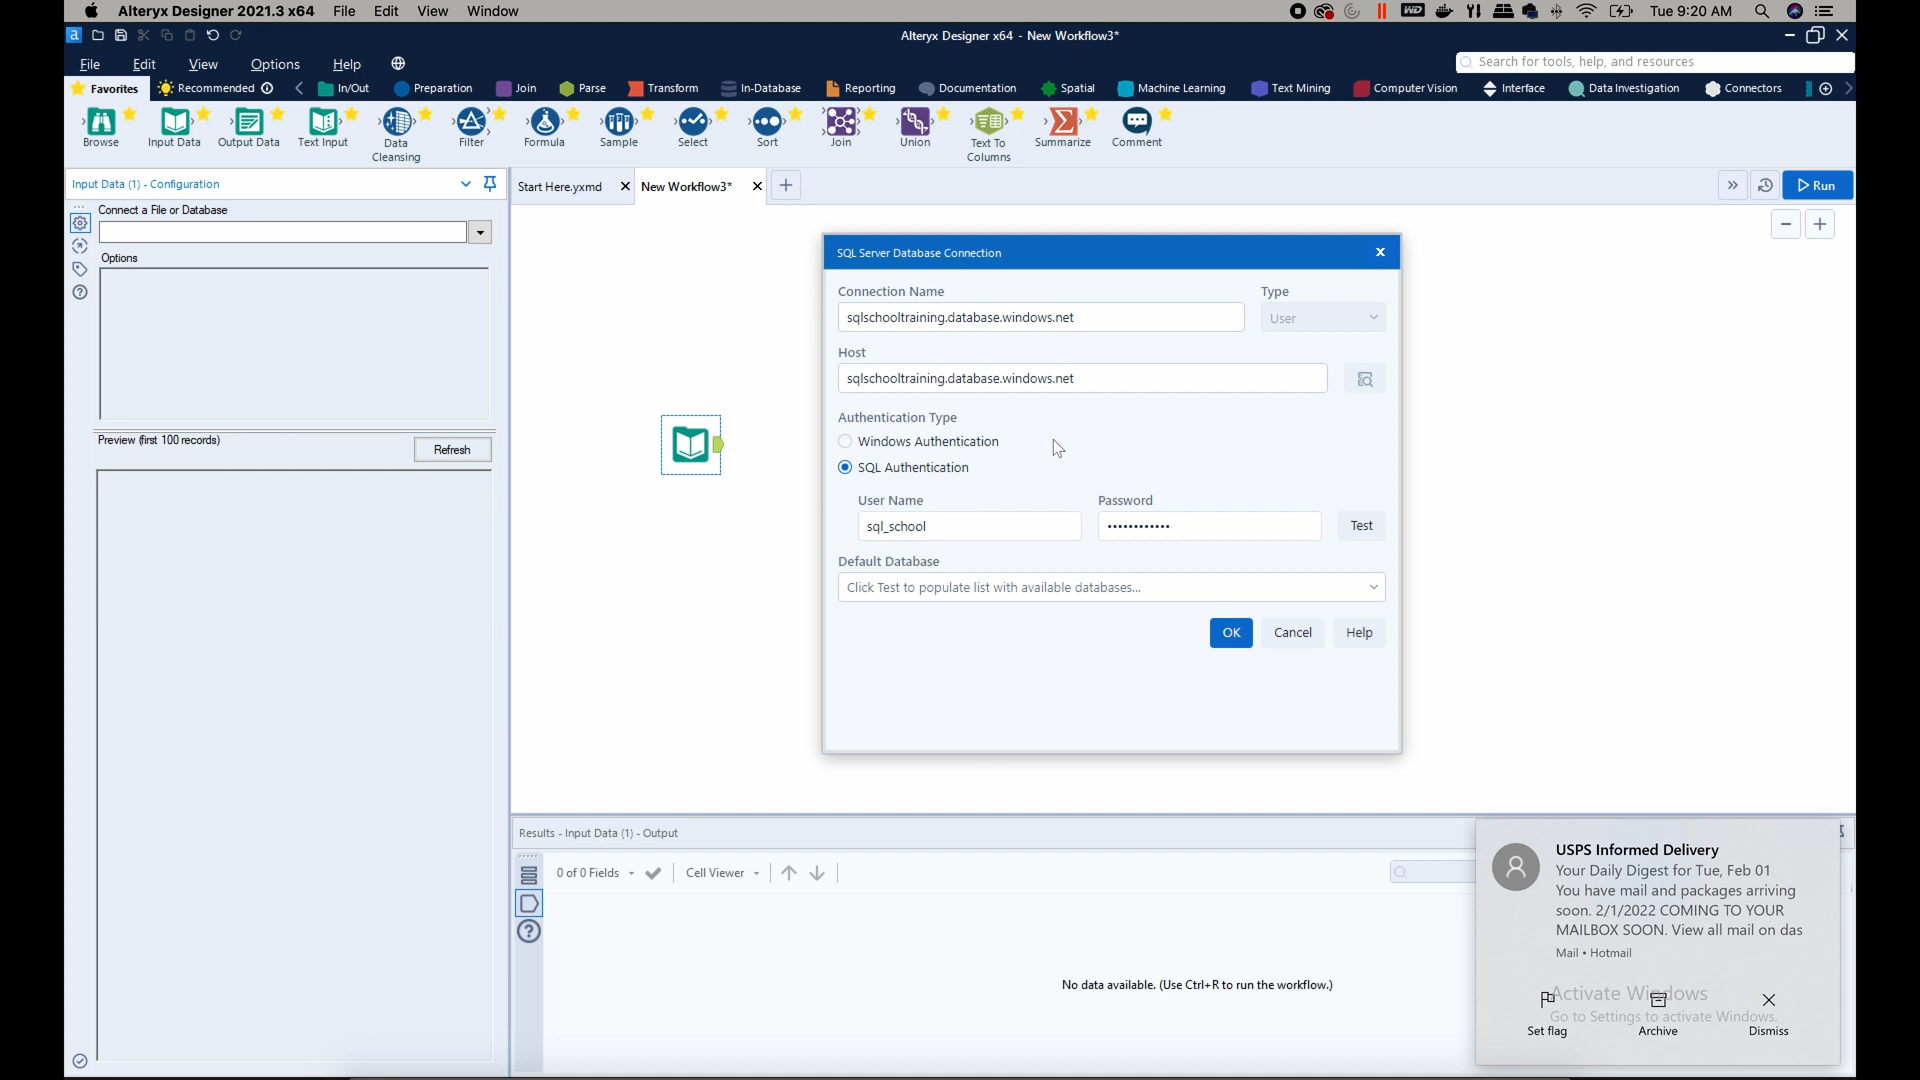 Alteryx Designer 2021.3 x64 File Edit View Window
WD
Tue 9:20 AM
Alteryx Designer x64 - New Workflow3*
File Edit View Options Help
Search for tools, help, and resources
Favorites Recommended In/Out Preparation Join Parse Transform In-Database Reporting Documentation Spatial Machine Learning Text Mining Computer Vision Interface Data Investigation Connectors
Browse Input Data Output Data Text Input Data Cleansing Filter Formula Sample Select Sort Join Union Text To Columns Summarize Comment
Input Data (1) - Configuration
Start Here.yxmd New Workflow3*
Run
Connect a File or Database
Options
Preview (first 100 records)
Refresh
SQL Server Database Connection
Connection Name Type
sqlschooltraining.database.windows.net User
Host
sqlschooltraining.database.windows.net
Authentication Type
Windows Authentication
SQL Authentication
User Name Password
sql_school •••••••••••• Test
Default Database
Click Test to populate list with available databases...
OK Cancel Help
Results - Input Data (1) - Output
0 of 0 Fields Cell Viewer
No data available. (Use Ctrl+R to run the workflow.)
USPS Informed Delivery
Your Daily Digest for Tue, Feb 01
You have mail and packages arriving
soon. 2/1/2022 COMING TO YOUR
MAILBOX SOON. View all mail on das
Mail • Hotmail
Activate Windows
Go to Settings to activate Windows.
Set flag Archive Dismiss